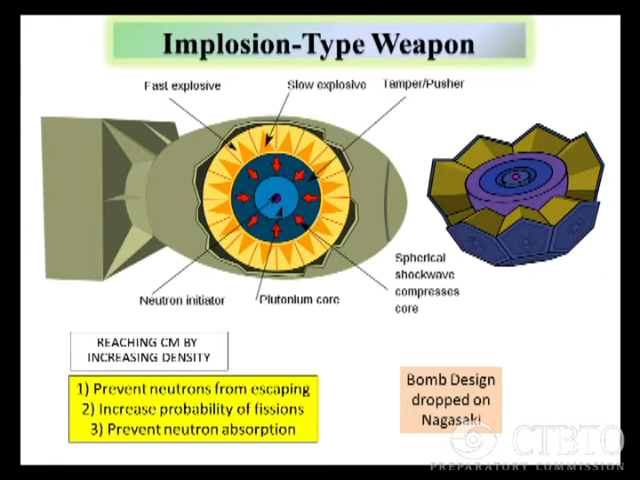 Implosion-Type Weapon
Fast explosive
Slow explosive
Tamper/Pusher
Neutron initiator
Plutonium core
Spherical
shockwave
compresses
core
REACHING CM BY
INCREASING DENSITY
1) Prevent neutrons from escaping
2) Increase probability of fissions
3) Prevent neutron absorption
Bomb Design
dropped on
Nagasaki
CTBTO
PREPARATORY COMMISSION